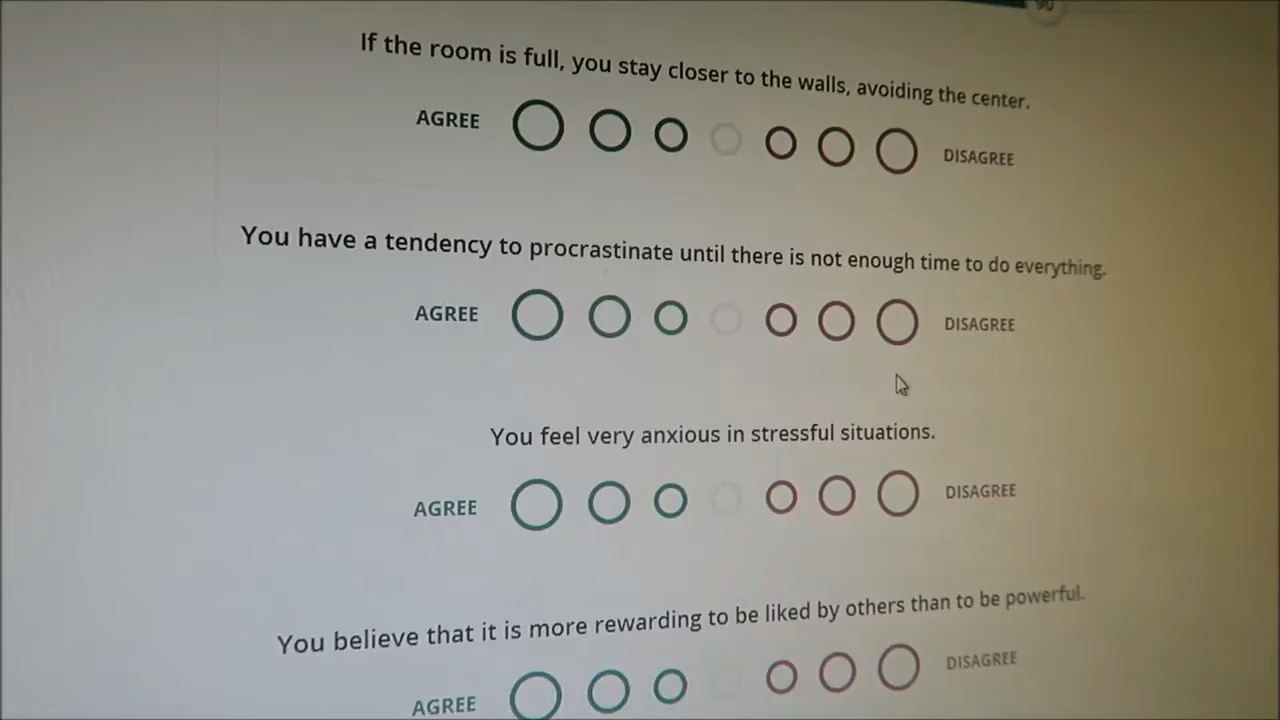 If the room is full, you stay closer to the walls, avoiding the center.
AGREE DISAGREE
You have a tendency to procrastinate until there is not enough time to do everything.
AGREE DISAGREE
You feel very anxious in stressful situations.
AGREE DISAGREE
You believe that it is more rewarding to be liked by others than to be powerful.
AGREE DISAGREE